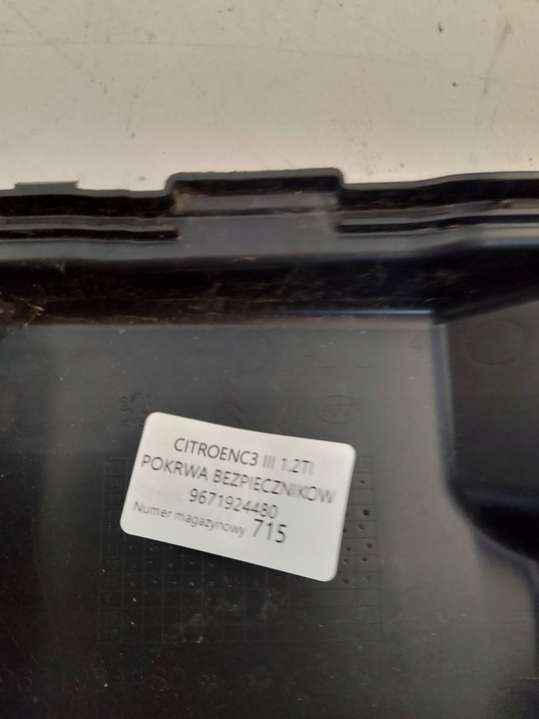 CITROENC3 III 1.2TI
POKRWA BEZPIECZNIKOW
9671924480
Numer magazynowy 715